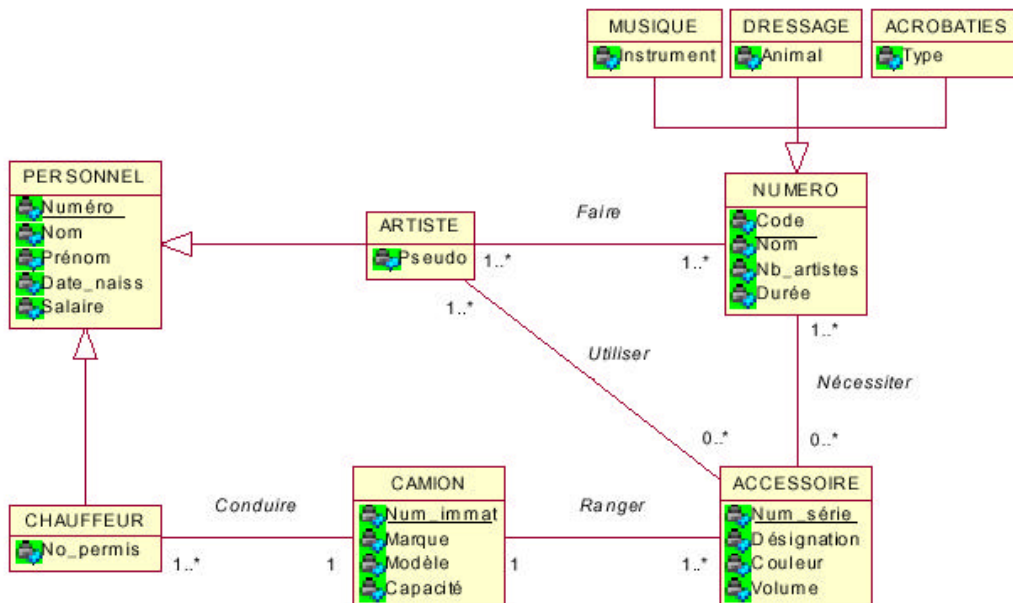 MUSIQUE
Instrument
DRESSAGE
Animal
ACROBATIES
Type
PERSONNEL
Numéro
Nom
Prénom
Date_naiss
Salaire
ARTISTE
Pseudo
Faire
1..*
1..*
NUMERO
Code
Nom
Nb_artistes
Durée
1..*
Utiliser
0..*
1..*
Nécessiter
0..*
CHAUFFEUR
No_permis
Conduire
1..*
1
CAMION
Num_immat
Marque
Modèle
Capacité
Ranger
1
1..*
ACCESSOIRE
Num_série
Désignation
Couleur
Volume